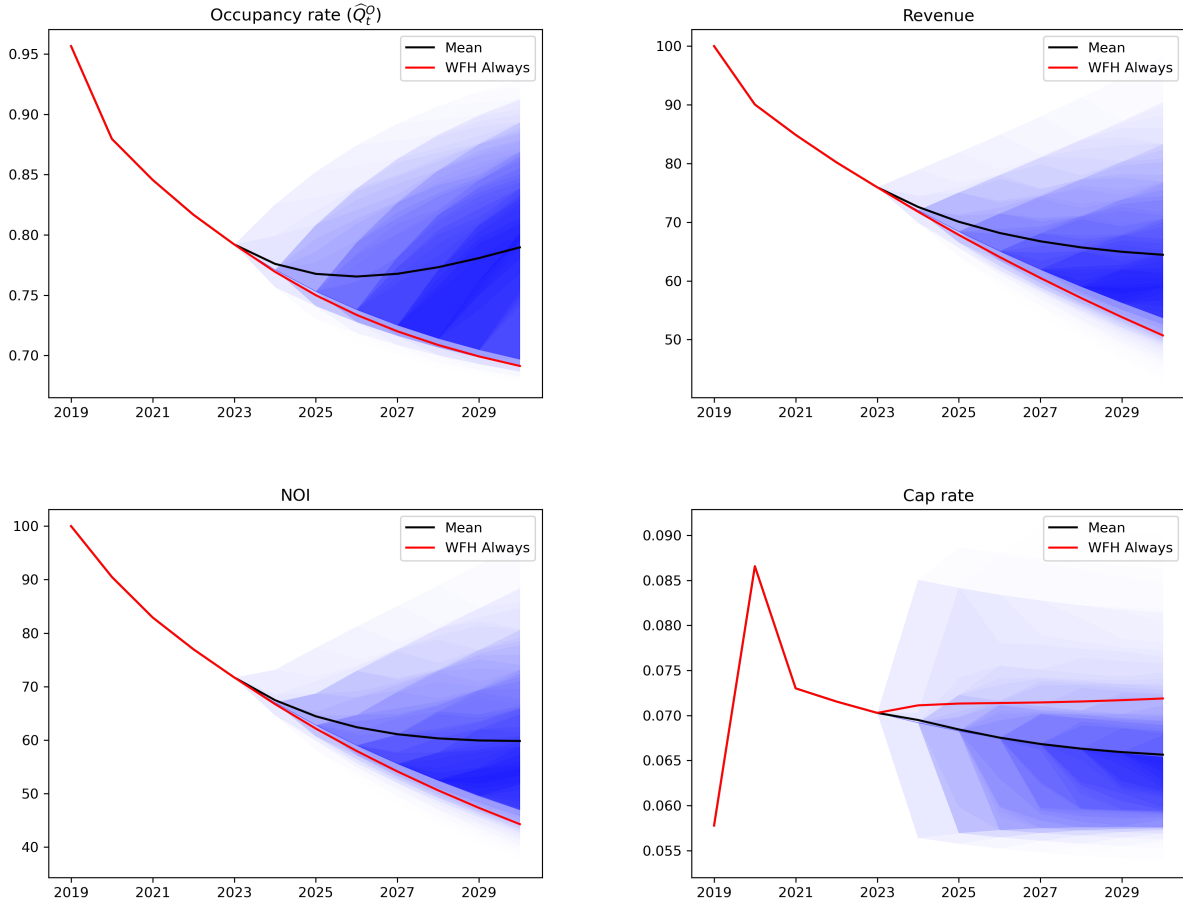 Occupancy rate (Q̂ₜᴼ)
Mean
WFH Always
0.95
0.90
0.85
0.80
0.75
0.70
2019 2021 2023 2025 2027 2029
Revenue
Mean
WFH Always
100
90
80
70
60
50
2019 2021 2023 2025 2027 2029
NOI
Mean
WFH Always
100
90
80
70
60
50
40
2019 2021 2023 2025 2027 2029
Cap rate
Mean
WFH Always
0.090
0.085
0.080
0.075
0.070
0.065
0.060
0.055
2019 2021 2023 2025 2027 2029